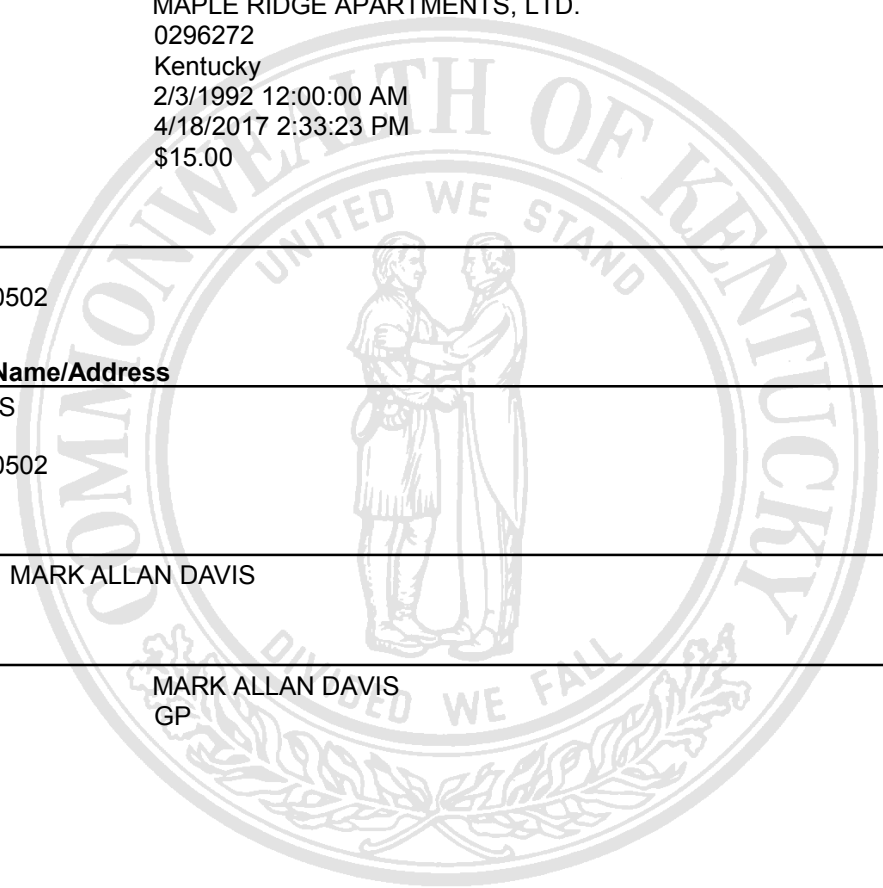 MAPLE RIDGE APARTMENTS, LTD.
0296272
Kentucky
2/3/1992 12:00:00 AM
4/18/2017 2:33:23 PM
$15.00
COMMONWEALTH OF KENTUCKY
UNITED WE STAND
0502
Name/Address
S
0502
MARK ALLAN DAVIS
MARK ALLAN DAVIS
GP
DIVIDED WE FALL